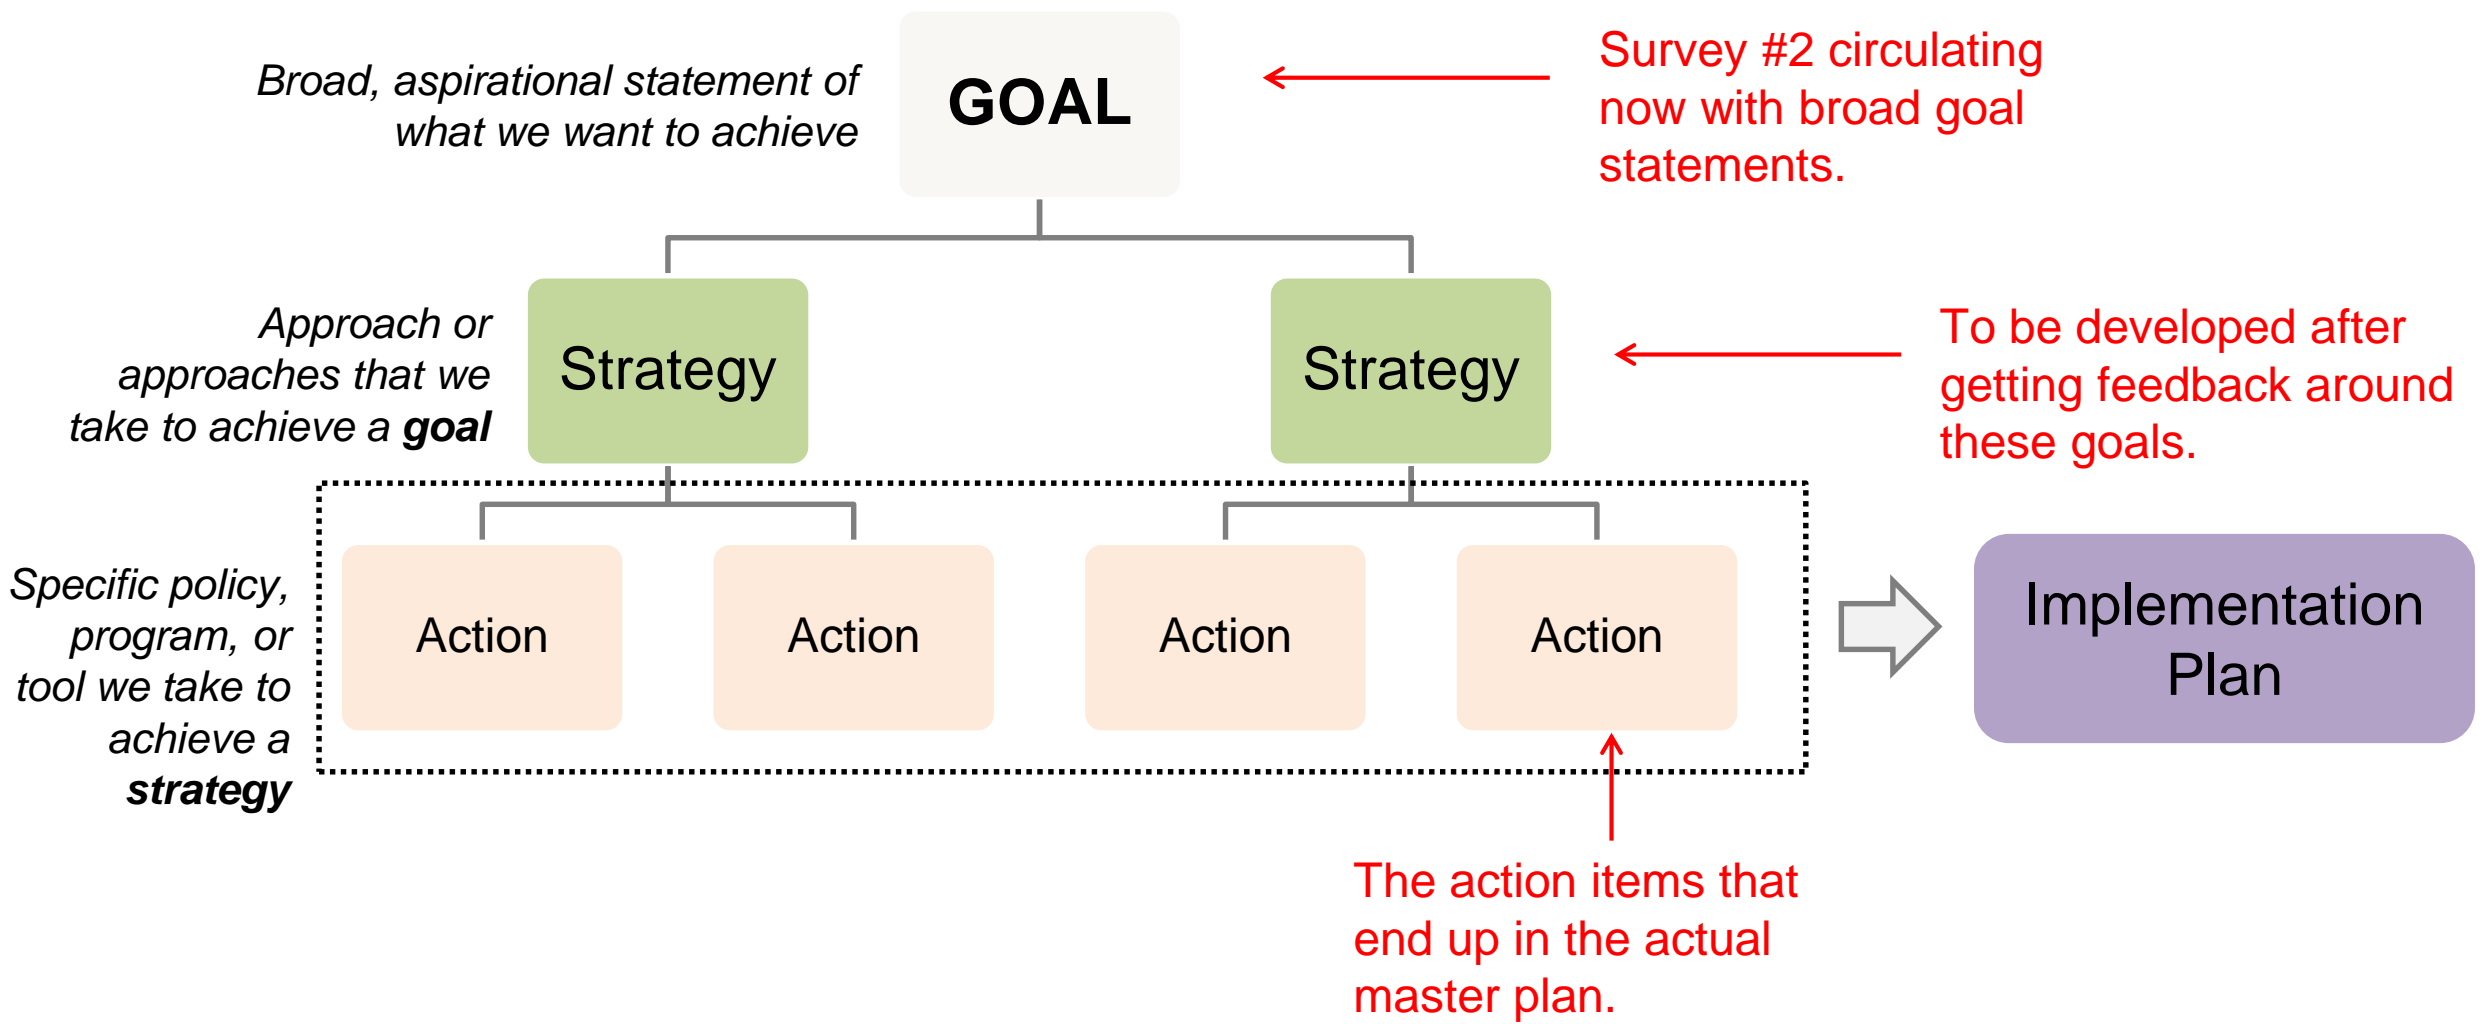 Broad, aspirational statement of
what we want to achieve
GOAL
Survey #2 circulating
now with broad goal
statements.
Approach or
approaches that we
take to achieve a goal
Strategy
Strategy
To be developed after
getting feedback around
these goals.
Specific policy,
program, or
tool we take to
achieve a
strategy
Action
Action
Action
Action
Implementation
Plan
The action items that
end up in the actual
master plan.